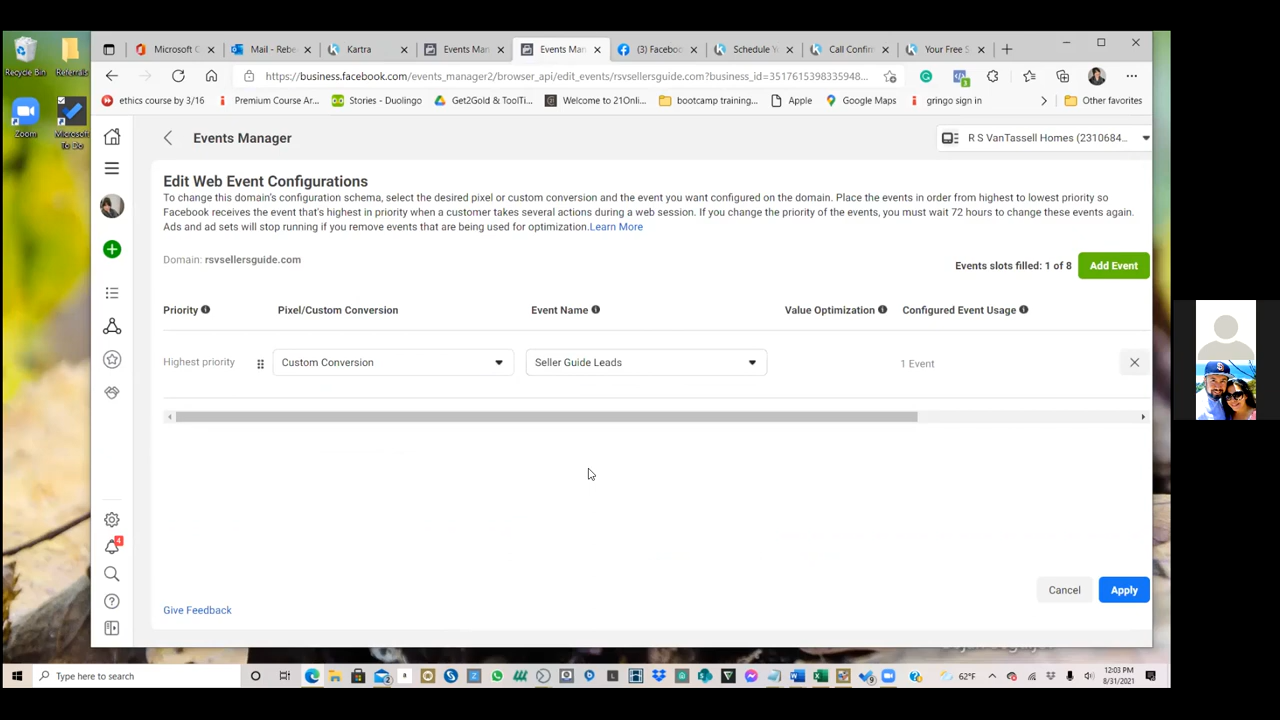 Recycle Bin
Referrals
Zoom
Microsoft
To Do
Microsoft O
Mail - Rebe
Kartra
Events Man
Events Man
(3) Faceboo
Schedule Yo
Call Confirm
Your Free S
https://business.facebook.com/events_manager2/browser_api/edit_events/rsvsellersguide.com?business_id=3517615398335948...
ethics course by 3/16
Premium Course Ar...
Stories - Duolingo
Get2Gold & ToolTi...
Welcome to 21Onli...
bootcamp training...
Apple
Google Maps
gringo sign in
Other favorites
Events Manager
R S VanTassell Homes (2310684...
Edit Web Event Configurations
To change this domain's configuration schema, select the desired pixel or custom conversion and the event you want configured on the domain. Place the events in order from highest to lowest priority so
Facebook receives the event that's highest in priority when a customer takes several actions during a web session. If you change the priority of the events, you must wait 72 hours to change these events again.
Ads and ad sets will stop running if you remove events that are being used for optimization.Learn More
Domain: rsvsellersguide.com
Events slots filled: 1 of 8
Add Event
Priority
Pixel/Custom Conversion
Event Name
Value Optimization
Configured Event Usage
Highest priority
Custom Conversion
Seller Guide Leads
1 Event
Cancel
Apply
Give Feedback
4
Type here to search
62°F
12:03 PM
8/31/2021